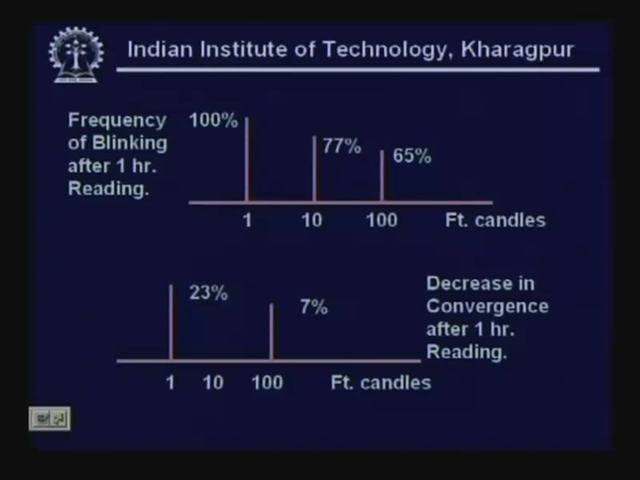 Indian Institute of Technology, Kharagpur
Frequency
of Blinking
after 1 hr.
Reading.
100%
77%
65%
1 10 100 Ft. candles
23%
7%
Decrease in
Convergence
after 1 hr.
Reading.
1 10 100 Ft. candles